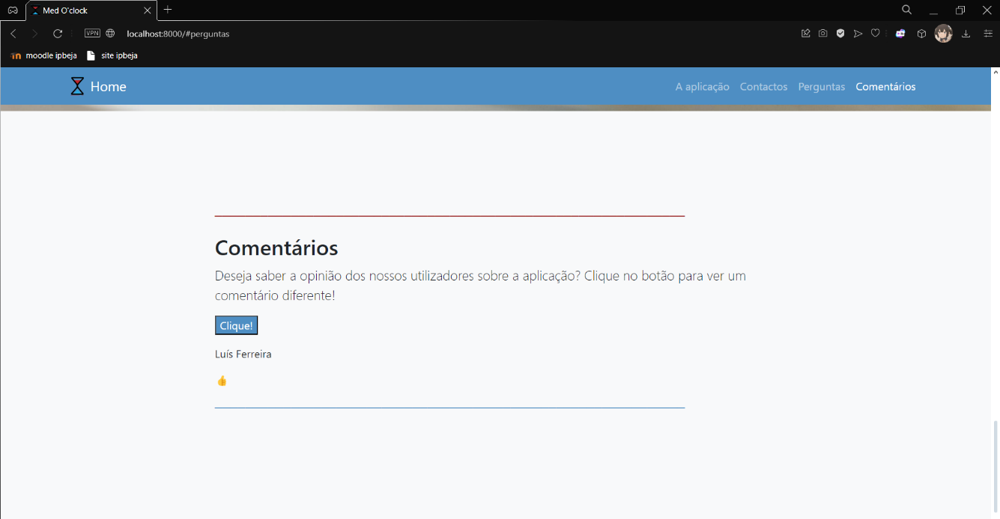 Med O'clock
VPN localhost:8000/#perguntas
moodle ipbeja site ipbeja
Home A aplicação Contactos Perguntas Comentários
Comentários
Deseja saber a opinião dos nossos utilizadores sobre a aplicação? Clique no botão para ver um
comentário diferente!
Clique!
Luís Ferreira
👍